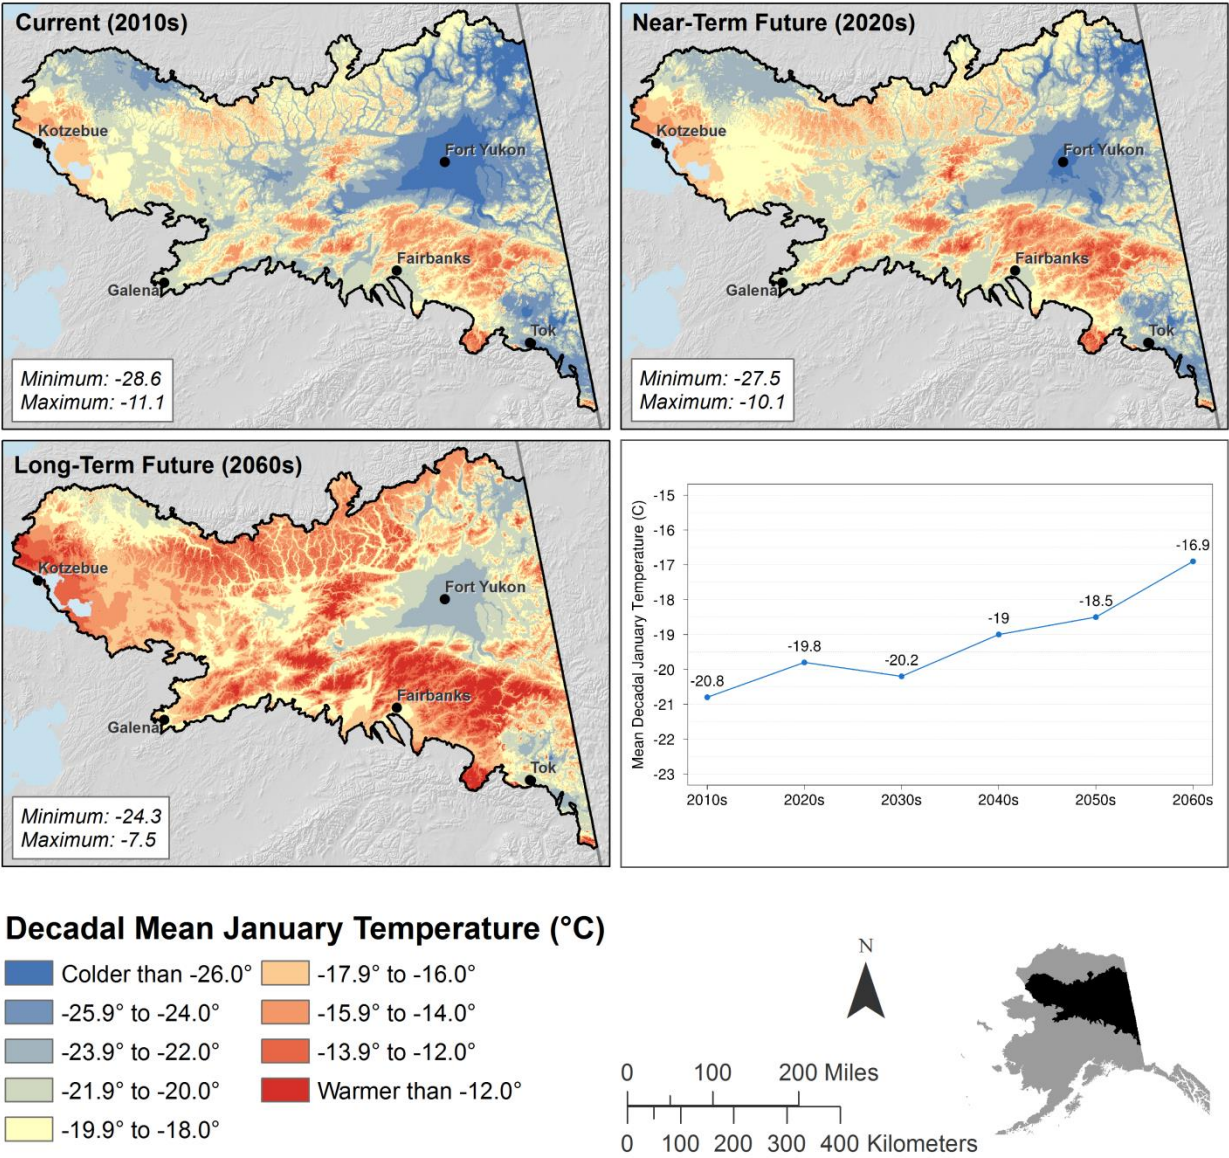 Current (2010s)
Kotzebue
Fort Yukon
Fairbanks
Galena
Tok
Minimum: -28.6
Maximum: -11.1
Near-Term Future (2020s)
Kotzebue
Fort Yukon
Fairbanks
Galena
Tok
Minimum: -27.5
Maximum: -10.1
Long-Term Future (2060s)
Kotzebue
Fort Yukon
Fairbanks
Galena
Tok
Minimum: -24.3
Maximum: -7.5
Mean Decadal January Temperature (C)
-15
-16
-17
-18
-19
-20
-21
-22
-23
-20.8
-19.8
-20.2
-19
-18.5
-16.9
2010s 2020s 2030s 2040s 2050s 2060s
Decadal Mean January Temperature (°C)
Colder than -26.0°
-25.9° to -24.0°
-23.9° to -22.0°
-21.9° to -20.0°
-19.9° to -18.0°
-17.9° to -16.0°
-15.9° to -14.0°
-13.9° to -12.0°
Warmer than -12.0°
N
0 100 200 Miles
0 100 200 300 400 Kilometers